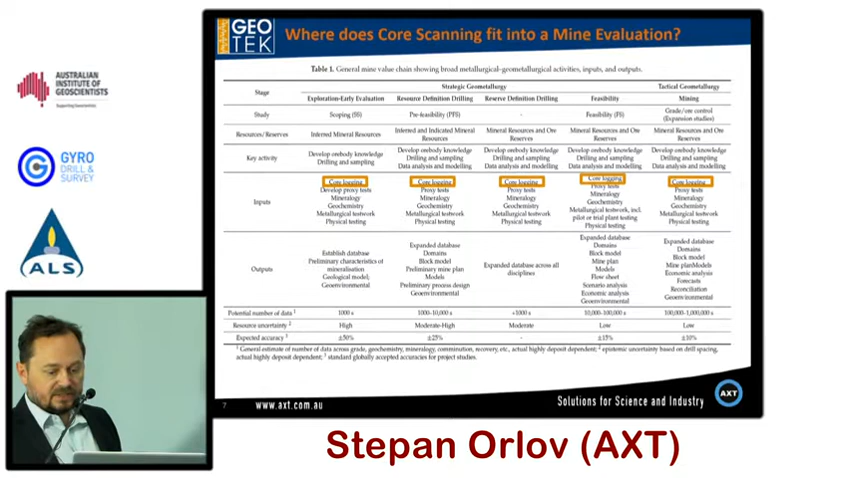 AUSTRALIAN
INSTITUTE OF
GEOSCIENTISTS
Supporting Geoscientists
GYRO
DRILL &
SURVEY
ALS
GEO
TEK
Where does Core Scanning fit into a Mine Evaluation?
Table 1. General mine value chain showing broad metallurgical–geometallurgical activities, inputs, and outputs.
Stage
Strategic Geometallurgy
Tactical Geometallurgy
Exploration-Early Evaluation
Resource Definition Drilling
Reserve Definition Drilling
Feasibility
Mining
Study
Scoping (SS)
Pre-feasibility (PFS)
-
Feasibility (FS)
Grade/ore control
(Expansion studies)
Resources/Reserves
Inferred Mineral Resources
Inferred and Indicated Mineral
Resources
Mineral Resources and Ore
Reserves
Mineral Resources and Ore
Reserves
Mineral Resources and Ore
Reserves
Key activity
Develop orebody knowledge
Drilling and sampling
Develop orebody knowledge
Drilling and sampling
Data analysis and modelling
Develop orebody knowledge
Drilling and sampling
Data analysis and modelling
Develop orebody knowledge
Drilling and sampling
Data analysis and modelling
Develop orebody knowledge
Drilling and sampling
Data analysis and modelling
Inputs
Core logging
Develop proxy tests
Mineralogy
Geochemistry
Metallurgical testwork
Physical testing
Core logging
Proxy tests
Mineralogy
Geochemistry
Metallurgical testwork
Physical testing
Core logging
Proxy tests
Mineralogy
Geochemistry
Metallurgical testwork
Physical testing
Core logging
Proxy tests
Mineralogy
Geochemistry
Metallurgical testwork, incl.
pilot or trial plant testing
Physical testing
Core logging
Proxy tests
Mineralogy
Geochemistry
Metallurgical testwork
Physical testing
Outputs
Establish database
Preliminary characteristics of
mineralisation
Geological model;
Geoenvironmental
Expanded database
Domains
Block model
Preliminary mine plan
Models
Preliminary process design
Geoenvironmental
Expanded database across all
disciplines
Expanded database
Domains
Block model
Mine plan
Models
Flow sheet
Scenario analysis
Economic analysis
Geoenvironmental
Expanded database
Domains
Block model
Mine planModels
Economic analysis
Forecasts
Reconciliation
Geoenvironmental
Potential number of data 1
1000 s
1000–10,000 s
+1000 s
10,000–100,000 s
100,000–1,000,000 s
Resource uncertainty 2
High
Moderate-High
Moderate
Low
Low
Expected accuracy 3
±50%
±25%
-
±15%
±10%
1 General estimate of number of data across grade, geochemistry, mineralogy, comminution, recovery, etc., actual highly deposit dependent; 2 epistemic uncertainty based on drill spacing,
actual highly deposit dependent; 3 standard globally accepted accuracies for project studies.
7
www.axt.com.au
Solutions for Science and Industry
AXT
Stepan Orlov (AXT)